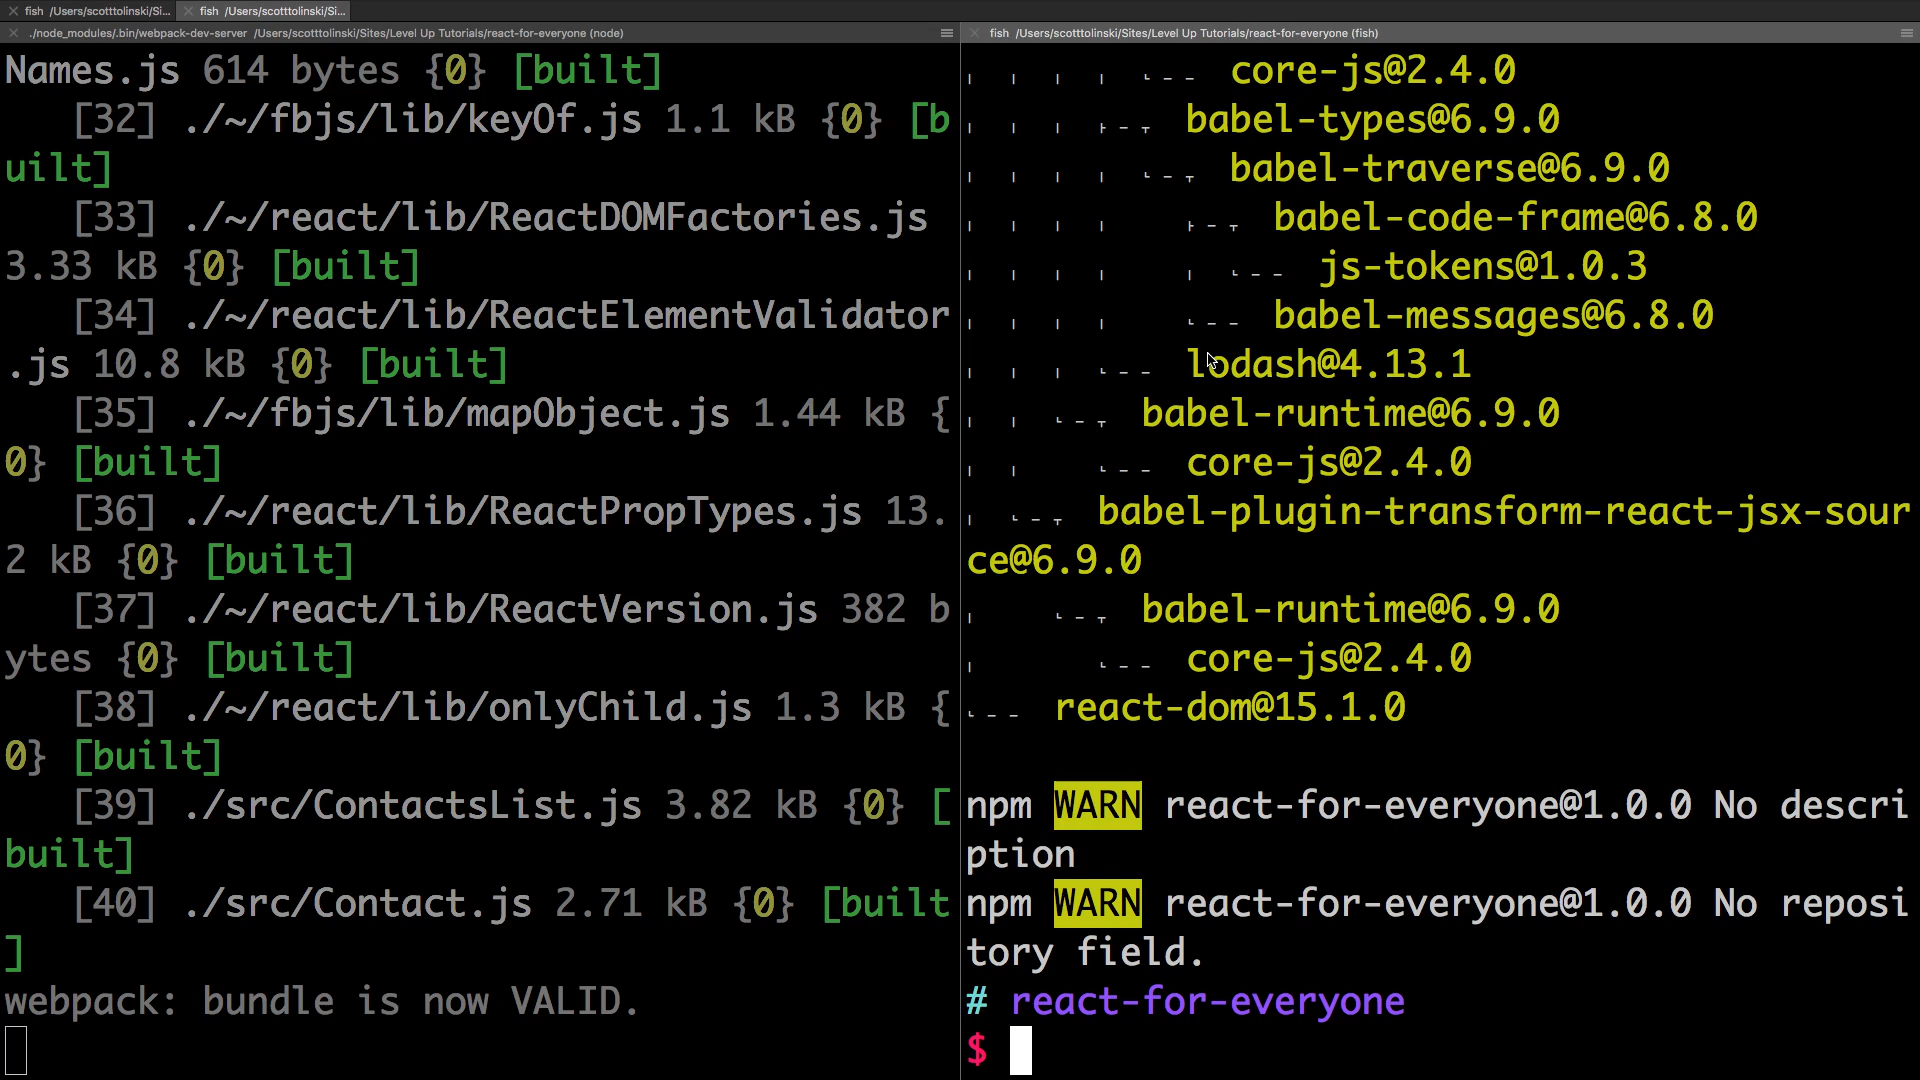 fish /Users/scotttolinski/Si...
fish /Users/scotttolinski/Si...
./node_modules/.bin/webpack-dev-server /Users/scotttolinski/Sites/Level Up Tutorials/react-for-everyone (node)
Names.js 614 bytes {0} [built]
[32] ./~/fbjs/lib/keyOf.js 1.1 kB {0} [b
uilt]
[33] ./~/react/lib/ReactDOMFactories.js
3.33 kB {0} [built]
[34] ./~/react/lib/ReactElementValidator
.js 10.8 kB {0} [built]
[35] ./~/fbjs/lib/mapObject.js 1.44 kB {
0} [built]
[36] ./~/react/lib/ReactPropTypes.js 13.
2 kB {0} [built]
[37] ./~/react/lib/ReactVersion.js 382 b
ytes {0} [built]
[38] ./~/react/lib/onlyChild.js 1.3 kB {
0} [built]
[39] ./src/ContactsList.js 3.82 kB {0} [
built]
[40] ./src/Contact.js 2.71 kB {0} [built
]
webpack: bundle is now VALID.
fish /Users/scotttolinski/Sites/Level Up Tutorials/react-for-everyone (fish)
core-js@2.4.0
babel-types@6.9.0
babel-traverse@6.9.0
babel-code-frame@6.8.0
js-tokens@1.0.3
babel-messages@6.8.0
lodash@4.13.1
babel-runtime@6.9.0
core-js@2.4.0
babel-plugin-transform-react-jsx-sour
ce@6.9.0
babel-runtime@6.9.0
core-js@2.4.0
react-dom@15.1.0
npm WARN react-for-everyone@1.0.0 No descri
ption
npm WARN react-for-everyone@1.0.0 No reposi
tory field.
# react-for-everyone
$